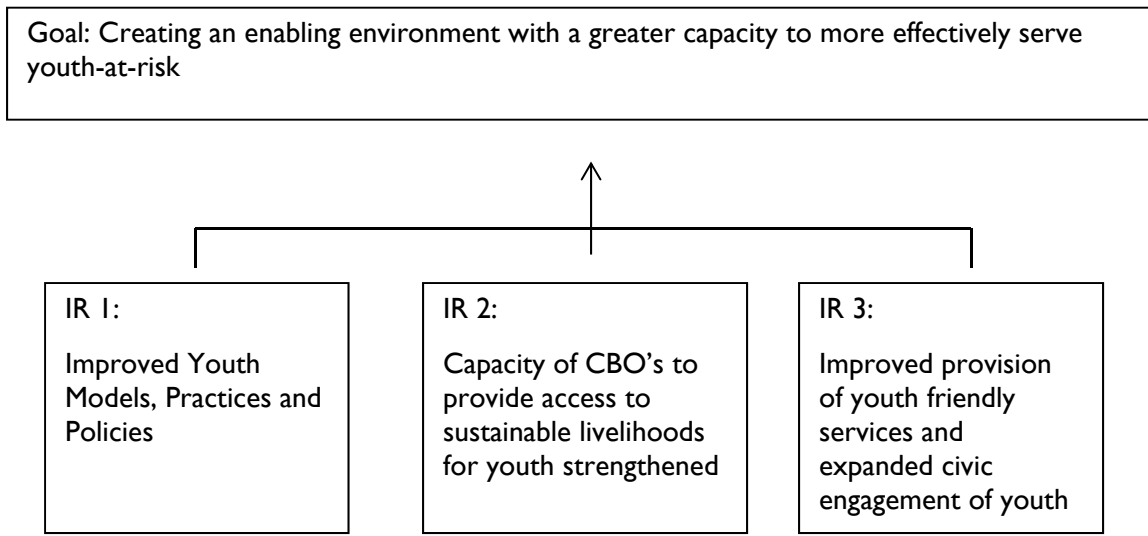 Goal: Creating an enabling environment with a greater capacity to more effectively serve
youth-at-risk
IR 1:
Improved Youth
Models, Practices and
Policies
IR 2:
Capacity of CBO's to
provide access to
sustainable livelihoods
for youth strengthened
IR 3:
Improved provision
of youth friendly
services and
expanded civic
engagement of youth